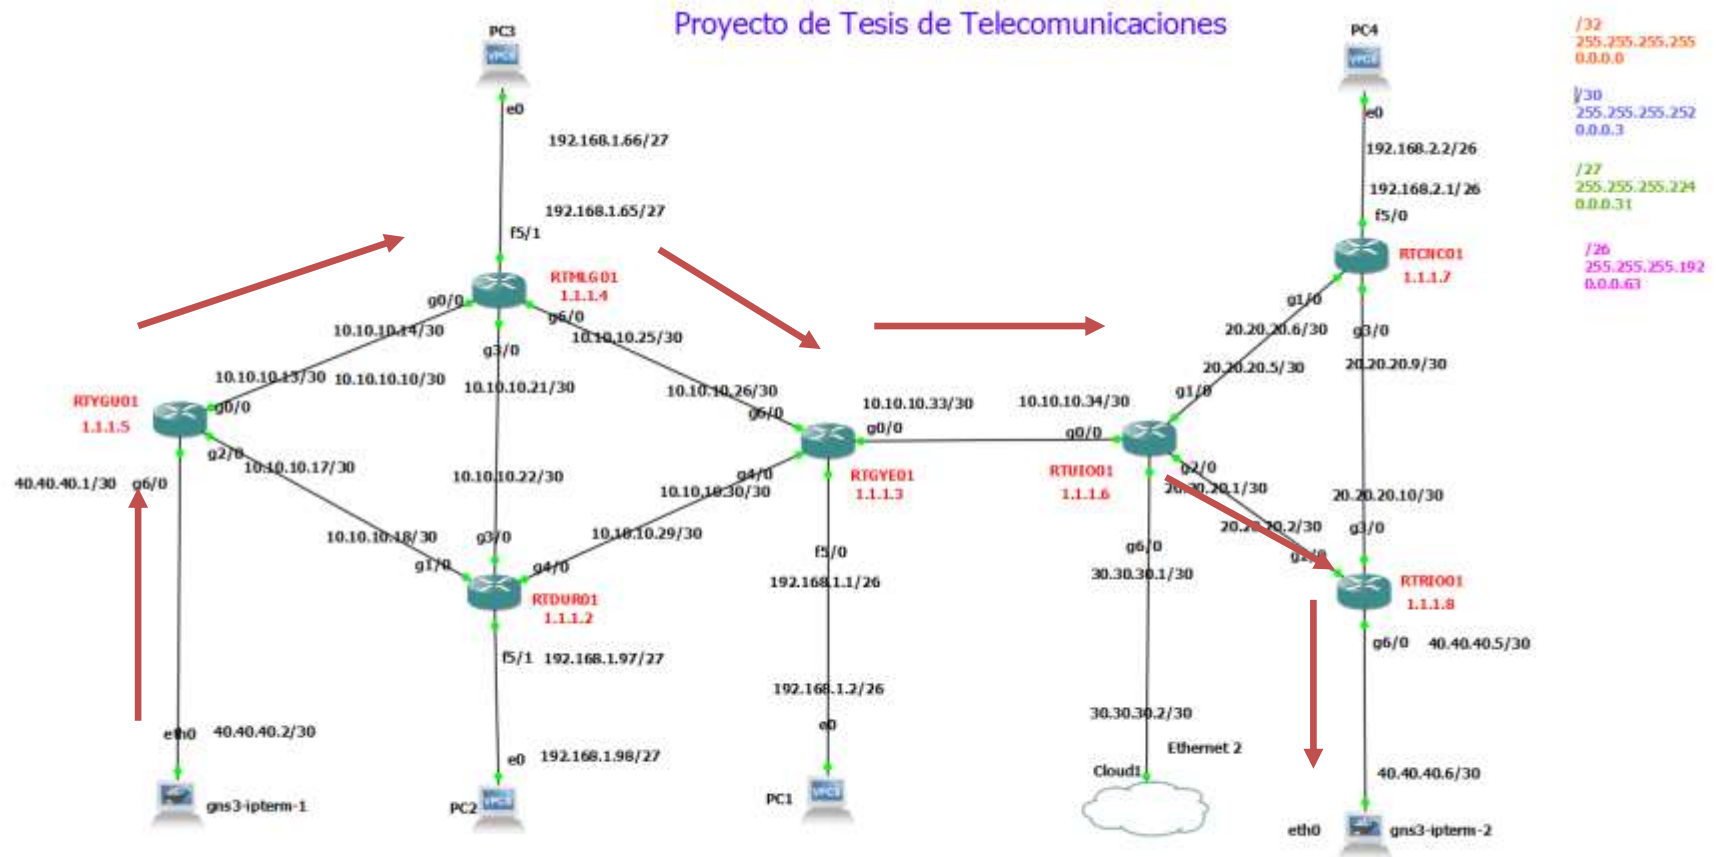 Proyecto de Tesis de Telecomunicaciones
PC3
PC4
/32
255.255.255.255
0.0.0.0
/30
255.255.255.252
0.0.0.3
/27
255.255.255.224
0.0.0.31
/26
255.255.255.192
0.0.0.63
e0
192.168.1.66/27
192.168.1.65/27
f5/1
RTMLG01
1.1.1.4
g0/0
g6/0
10.10.10.14/30
10.10.10.25/30
g3/0
10.10.10.13/30
10.10.10.10/30
10.10.10.21/30
10.10.10.26/30
RTYGU01
1.1.1.5
g0/0
g2/0
10.10.10.17/30
40.40.40.1/30
g6/0
10.10.10.22/30
g6/0
10.10.10.33/30
g0/0
g4/0
10.10.10.30/30
RTGYE01
1.1.1.3
10.10.10.18/30
g1/0
g3/0
10.10.10.29/30
g4/0
RTDUR01
1.1.1.2
f5/1
192.168.1.97/27
f5/0
192.168.1.1/26
192.168.1.2/26
e0
eth0
40.40.40.2/30
e0
192.168.1.98/27
gns3-ipterm-1
PC2
PC1
e0
192.168.2.2/26
192.168.2.1/26
f5/0
RTCNC01
1.1.1.7
g1/0
20.20.20.6/30
g3/0
20.20.20.5/30
20.20.20.9/30
g1/0
10.10.10.34/30
g0/0
RTUIO01
1.1.1.6
g2/0
20.20.20.1/30
20.20.20.10/30
20.20.20.2/30
g3/0
g2/0
g6/0
30.30.30.1/30
RTRIO01
1.1.1.8
g6/0
40.40.40.5/30
30.30.30.2/30
Ethernet 2
Cloud1
40.40.40.6/30
eth0
gns3-ipterm-2